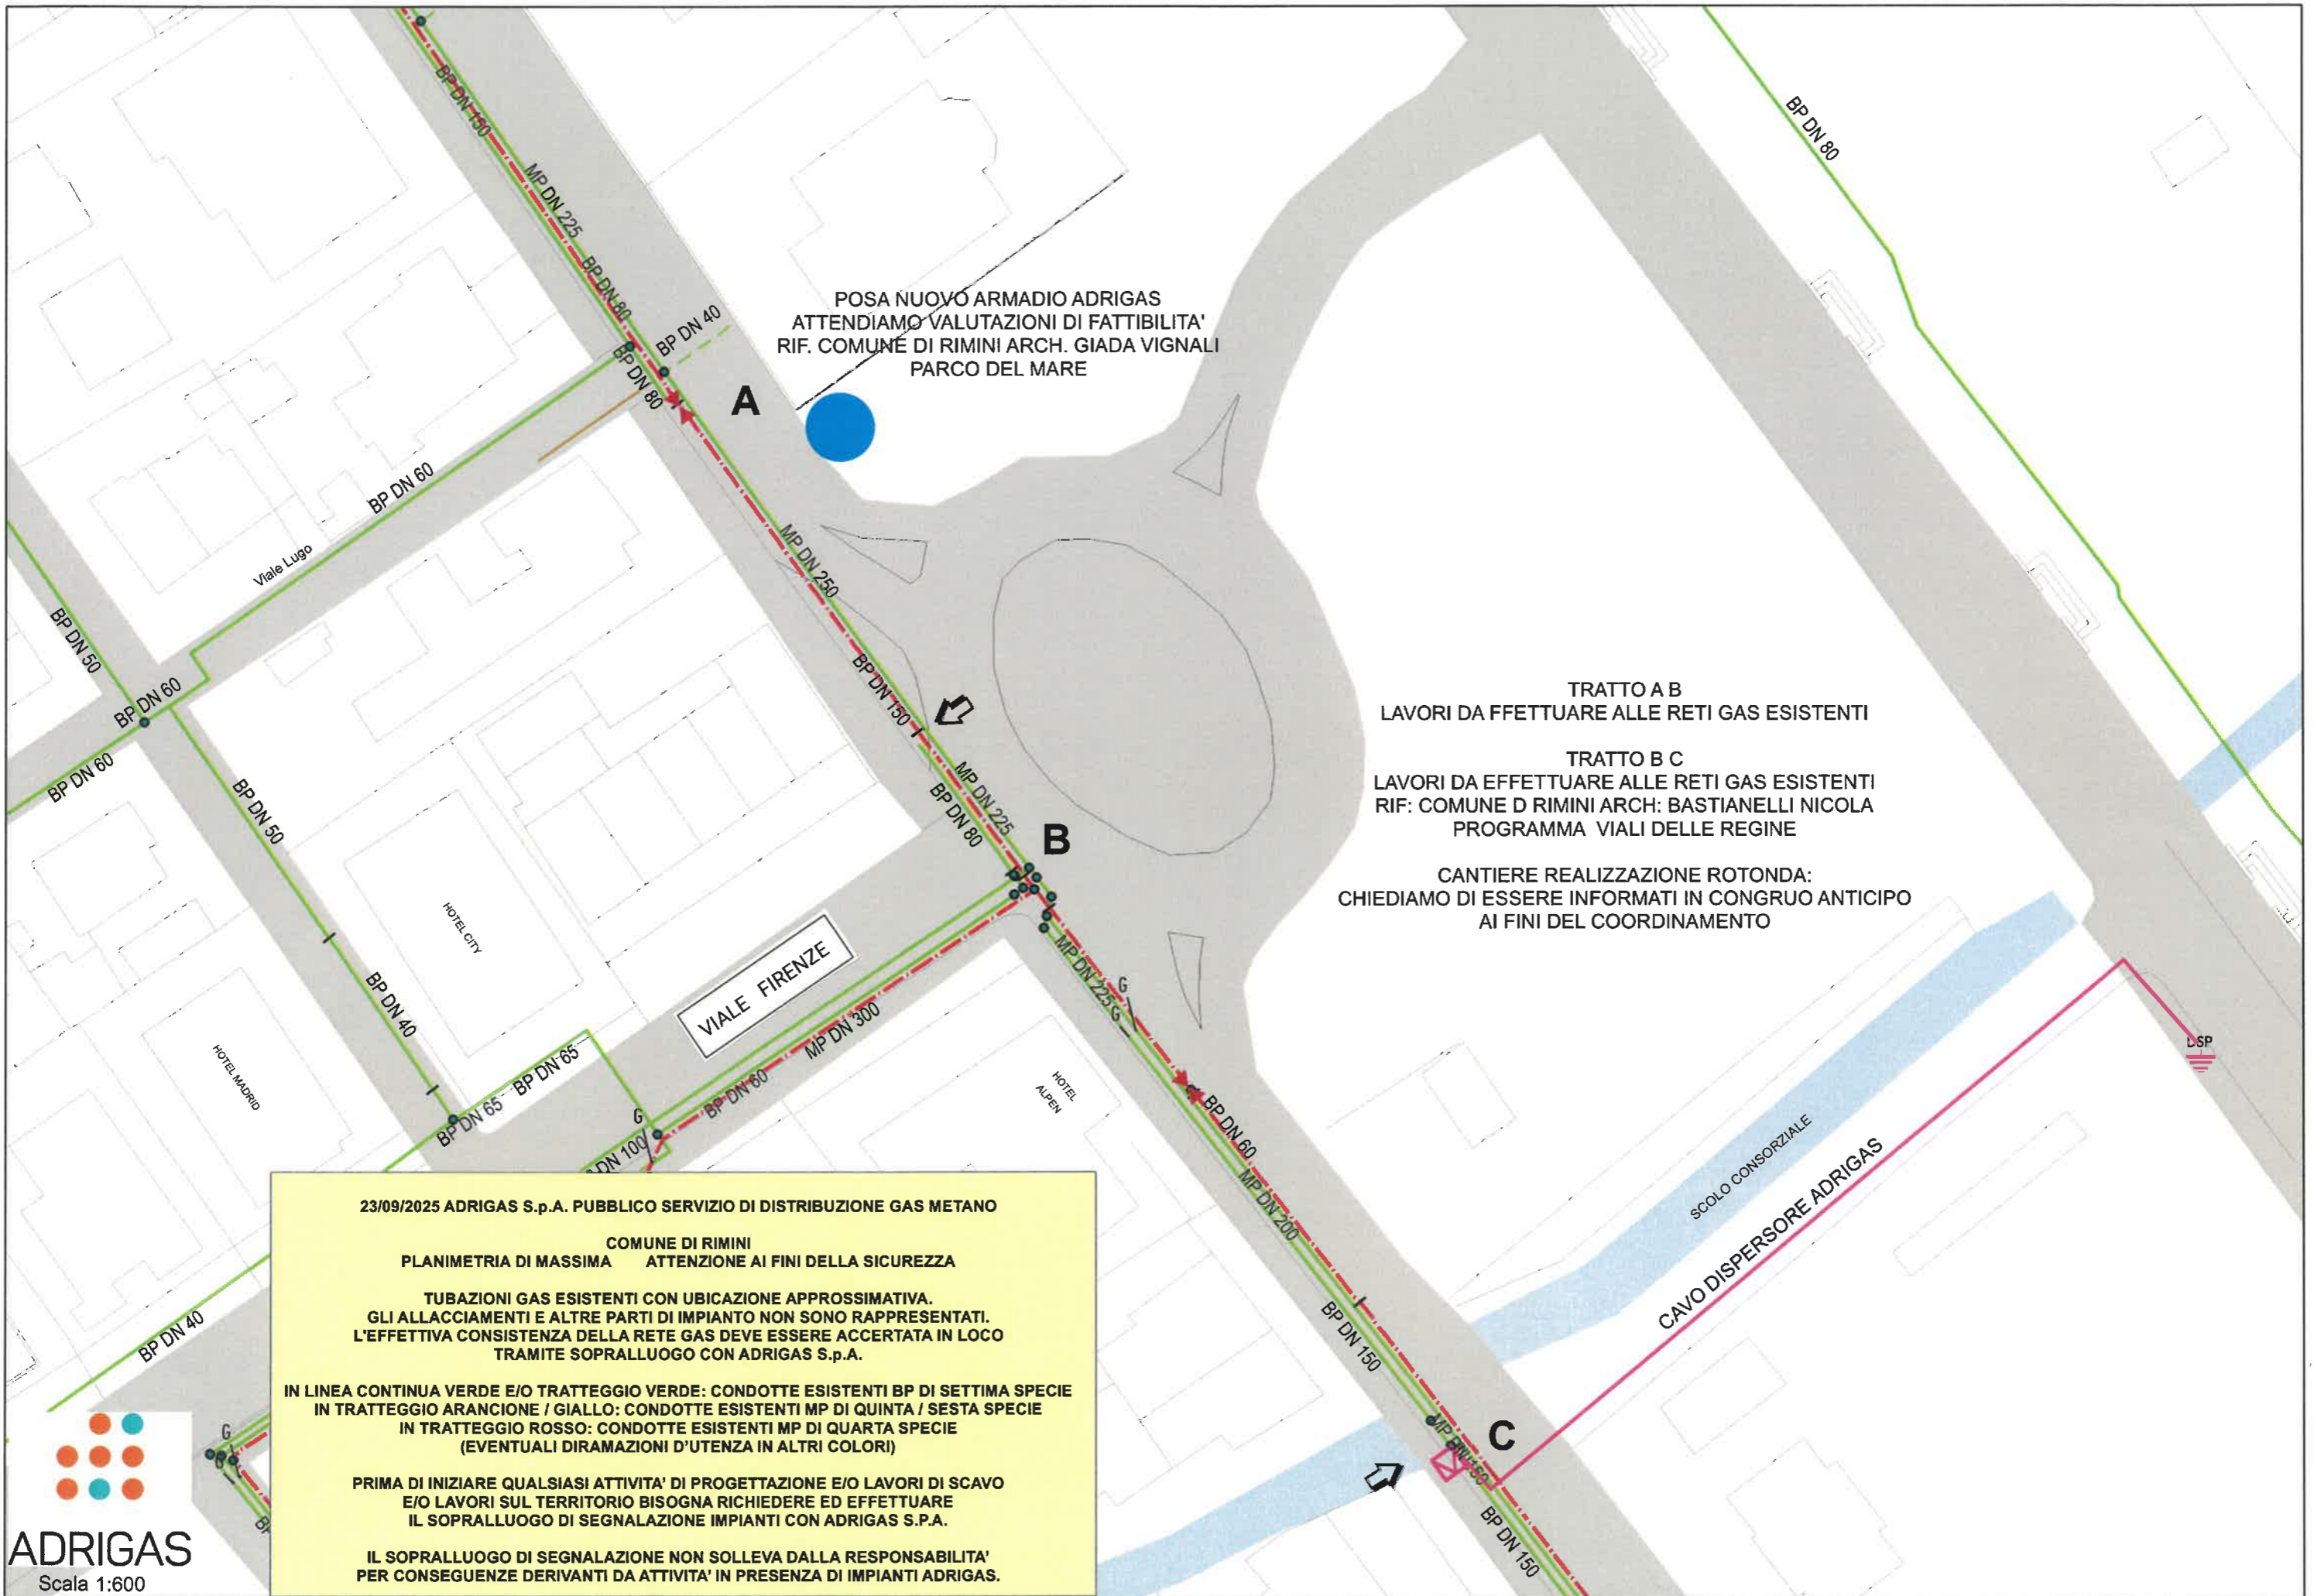 BP DN 150
MP DN 225
BP DN 80
BP DN 40
BP DN 80
BP DN 80
POSA NUOVO ARMADIO ADRIGAS
ATTENDIAMO VALUTAZIONI DI FATTIBILITA'
RIF. COMUNE DI RIMINI ARCH. GIADA VIGNALI
PARCO DEL MARE
A
BP DN 60
Viale Lugo
MP DN 250
BP DN 50
BP DN 60
BP DN 60
BP DN 150
BP DN 50
MP DN 225
BP DN 80
B
TRATTO A B
LAVORI DA FFETTUARE ALLE RETI GAS ESISTENTI
TRATTO B C
LAVORI DA EFFETTUARE ALLE RETI GAS ESISTENTI
RIF: COMUNE D RIMINI ARCH: BASTIANELLI NICOLA
PROGRAMMA VIALI DELLE REGINE
CANTIERE REALIZZAZIONE ROTONDA:
CHIEDIAMO DI ESSERE INFORMATI IN CONGRUO ANTICIPO
AI FINI DEL COORDINAMENTO
HOTEL CITY
VIALE FIRENZE
MP DN 225
G
G
BP DN 40
MP DN 300
HOTEL MADRID
BP DN 65
BP DN 65
BP DN 60
HOTEL
ALPEN
G
DN 100
BP DN 60
MP DN 200
DSP
SCOLO CONSORZIALE
CAVO DISPERSORE ADRIGAS
BP DN 150
BP DN 40
C
BP DN 150
G
G
23/09/2025 ADRIGAS S.p.A. PUBBLICO SERVIZIO DI DISTRIBUZIONE GAS METANO
COMUNE DI RIMINI
PLANIMETRIA DI MASSIMA ATTENZIONE AI FINI DELLA SICUREZZA
TUBAZIONI GAS ESISTENTI CON UBICAZIONE APPROSSIMATIVA.
GLI ALLACCIAMENTI E ALTRE PARTI DI IMPIANTO NON SONO RAPPRESENTATI.
L'EFFETTIVA CONSISTENZA DELLA RETE GAS DEVE ESSERE ACCERTATA IN LOCO
TRAMITE SOPRALLUOGO CON ADRIGAS S.p.A.
IN LINEA CONTINUA VERDE E/O TRATTEGGIO VERDE: CONDOTTE ESISTENTI BP DI SETTIMA SPECIE
IN TRATTEGGIO ARANCIONE / GIALLO: CONDOTTE ESISTENTI MP DI QUINTA / SESTA SPECIE
IN TRATTEGGIO ROSSO: CONDOTTE ESISTENTI MP DI QUARTA SPECIE
(EVENTUALI DIRAMAZIONI D'UTENZA IN ALTRI COLORI)
PRIMA DI INIZIARE QUALSIASI ATTIVITA' DI PROGETTAZIONE E/O LAVORI DI SCAVO
E/O LAVORI SUL TERRITORIO BISOGNA RICHIEDERE ED EFFETTUARE
IL SOPRALLUOGO DI SEGNALAZIONE IMPIANTI CON ADRIGAS S.P.A.
IL SOPRALLUOGO DI SEGNALAZIONE NON SOLLEVA DALLA RESPONSABILITA'
PER CONSEGUENZE DERIVANTI DA ATTIVITA' IN PRESENZA DI IMPIANTI ADRIGAS.
ADRIGAS
Scala 1:600